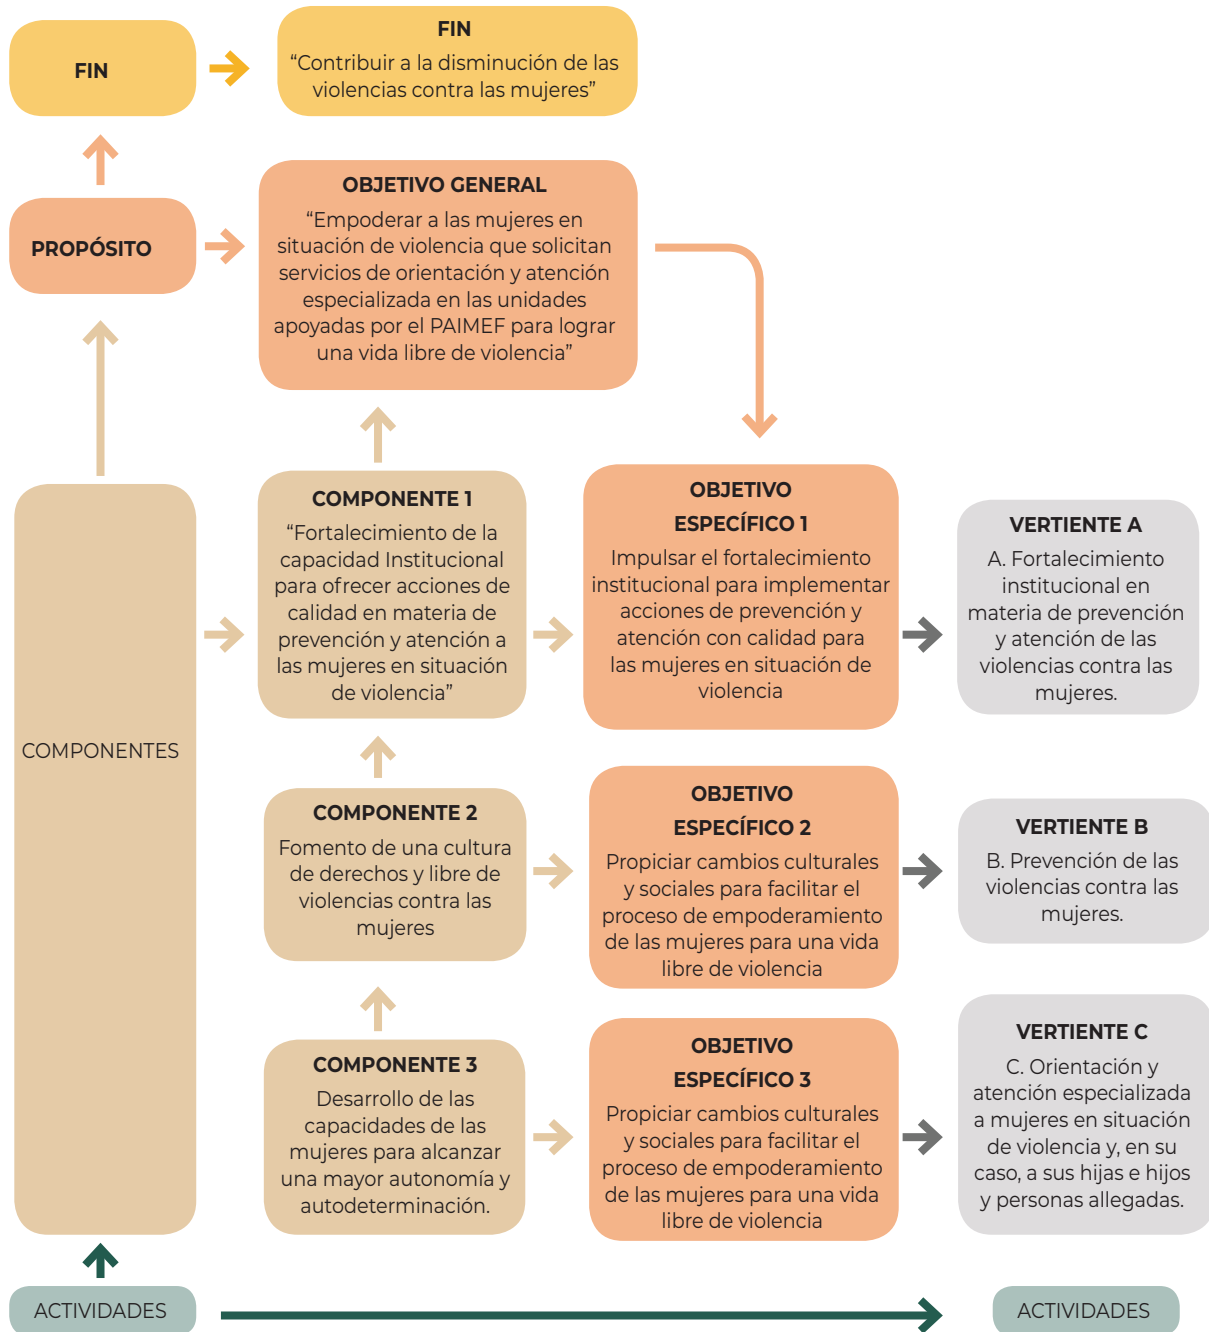 FIN
FIN
“Contribuir a la disminución de las
violencias contra las mujeres”
PROPÓSITO
OBJETIVO GENERAL
“Empoderar a las mujeres en
situación de violencia que solicitan
servicios de orientación y atención
especializada en las unidades
apoyadas por el PAIMEF para lograr
una vida libre de violencia”
COMPONENTES
COMPONENTE 1
“Fortalecimiento de la
capacidad Institucional
para ofrecer acciones de
calidad en materia de
prevención y atención a
las mujeres en situación
de violencia”
OBJETIVO
ESPECÍFICO 1
Impulsar el fortalecimiento
institucional para implementar
acciones de prevención y
atención con calidad para
las mujeres en situación de
violencia
VERTIENTE A
A. Fortalecimiento
institucional en
materia de prevención
y atención de las
violencias contra las
mujeres.
COMPONENTE 2
Fomento de una cultura
de derechos y libre de
violencias contra las
mujeres
OBJETIVO
ESPECÍFICO 2
Propiciar cambios culturales
y sociales para facilitar el
proceso de empoderamiento
de las mujeres para una vida
libre de violencia
VERTIENTE B
B. Prevención de las
violencias contra las
mujeres.
COMPONENTE 3
Desarrollo de las
capacidades de las
mujeres para alcanzar
una mayor autonomía y
autodeterminación.
OBJETIVO
ESPECÍFICO 3
Propiciar cambios culturales
y sociales para facilitar el
proceso de empoderamiento
de las mujeres para una vida
libre de violencia
VERTIENTE C
C. Orientación y
atención especializada
a mujeres en situación
de violencia y, en su
caso, a sus hijas e hijos
y personas allegadas.
ACTIVIDADES
ACTIVIDADES